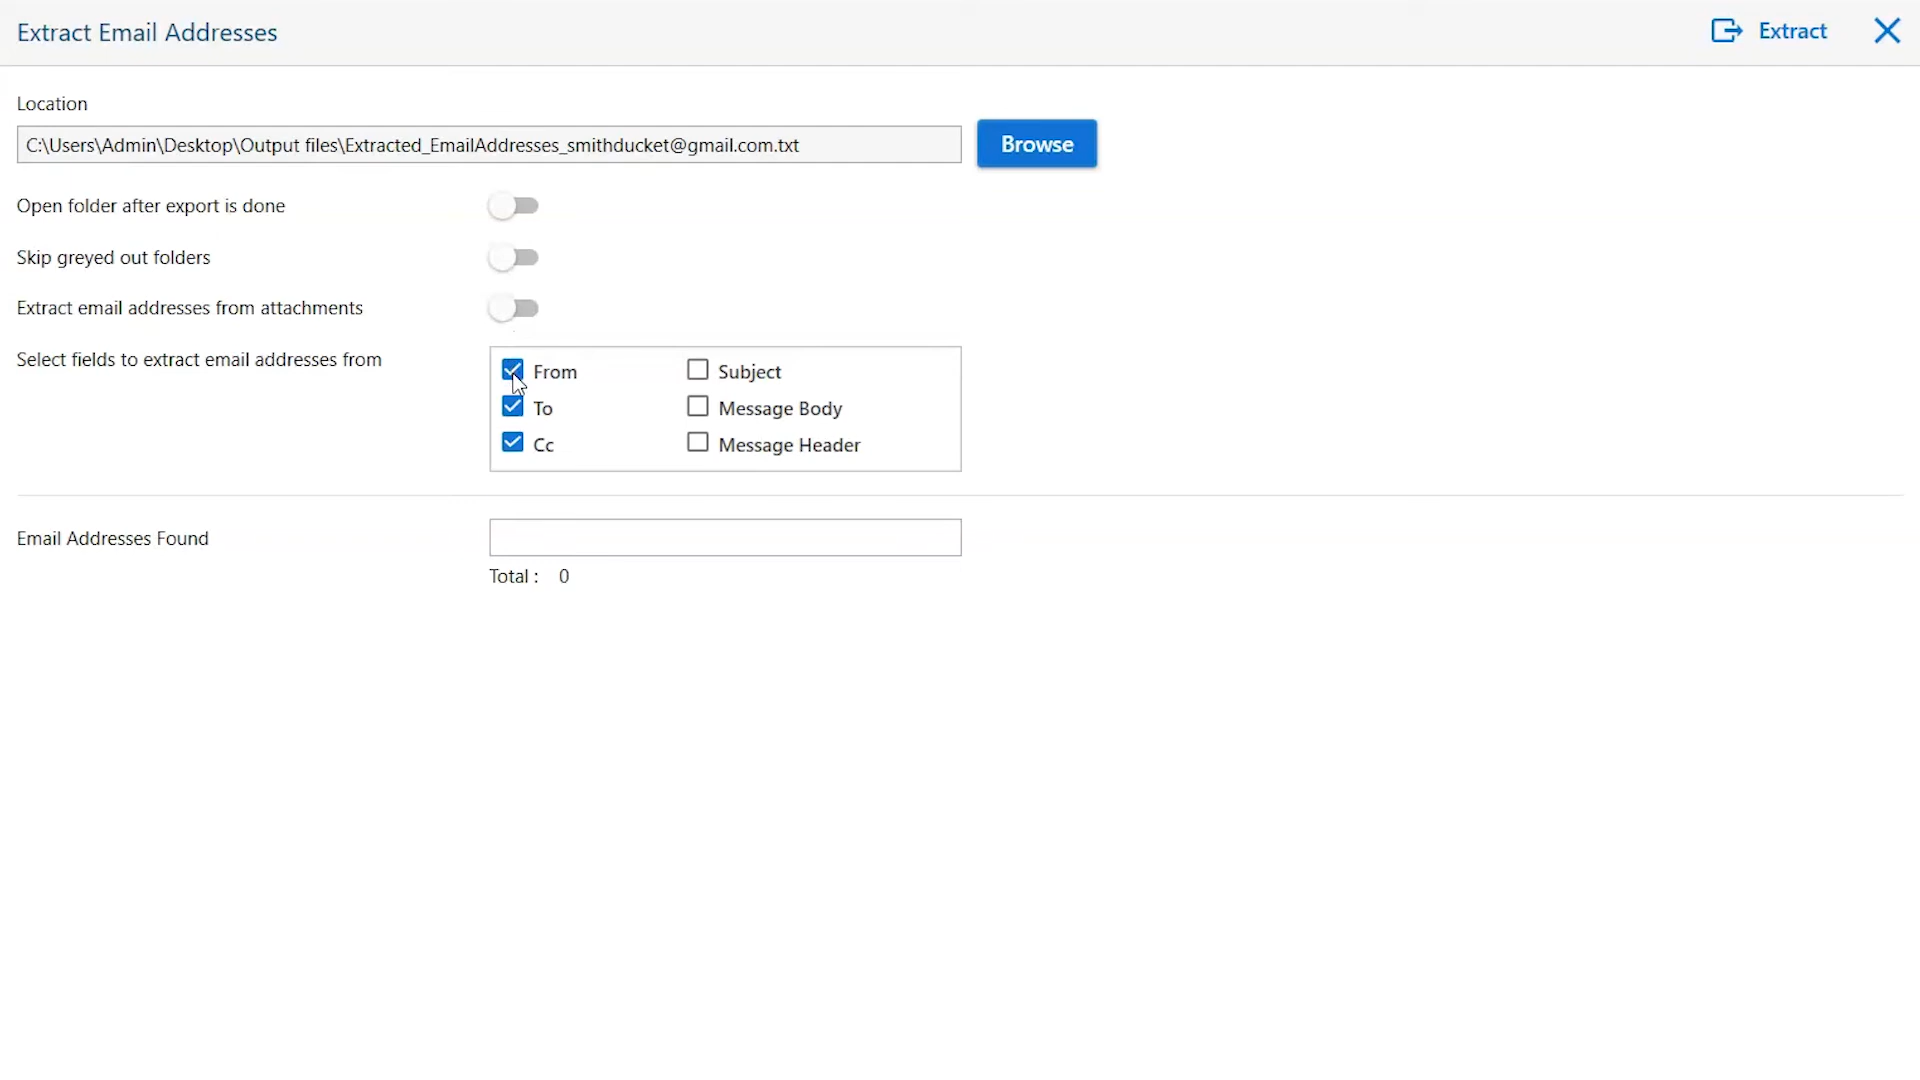 Extract Email Addresses
Extract
Location
C:\Users\Admin\Desktop\Output files\Extracted_EmailAddresses_smithducket@gmail.com.txt
Browse
Open folder after export is done
Skip greyed out folders
Extract email addresses from attachments
Select fields to extract email addresses from
From
Subject
To
Message Body
Cc
Message Header
Email Addresses Found
Total : 0